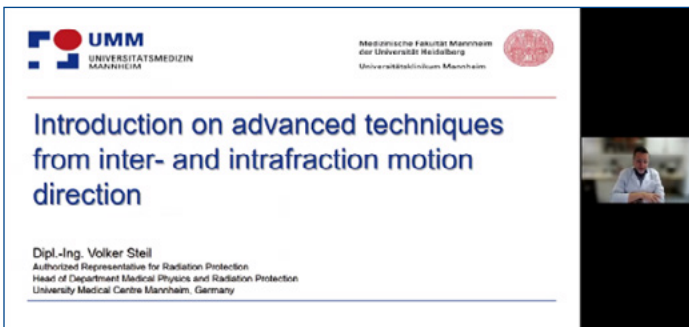 UMM
UNIVERSITÄTSMEDIZIN
MANNHEIM
Medizinische Fakultät Mannheim
der Universität Heidelberg
Universitätsklinikum Mannheim
Introduction on advanced techniques
from inter- and intrafraction motion
direction
Dipl.-Ing. Volker Steil
Authorized Representative for Radiation Protection
Head of Department Medical Physics and Radiation Protection
University Medical Centre Mannheim, Germany